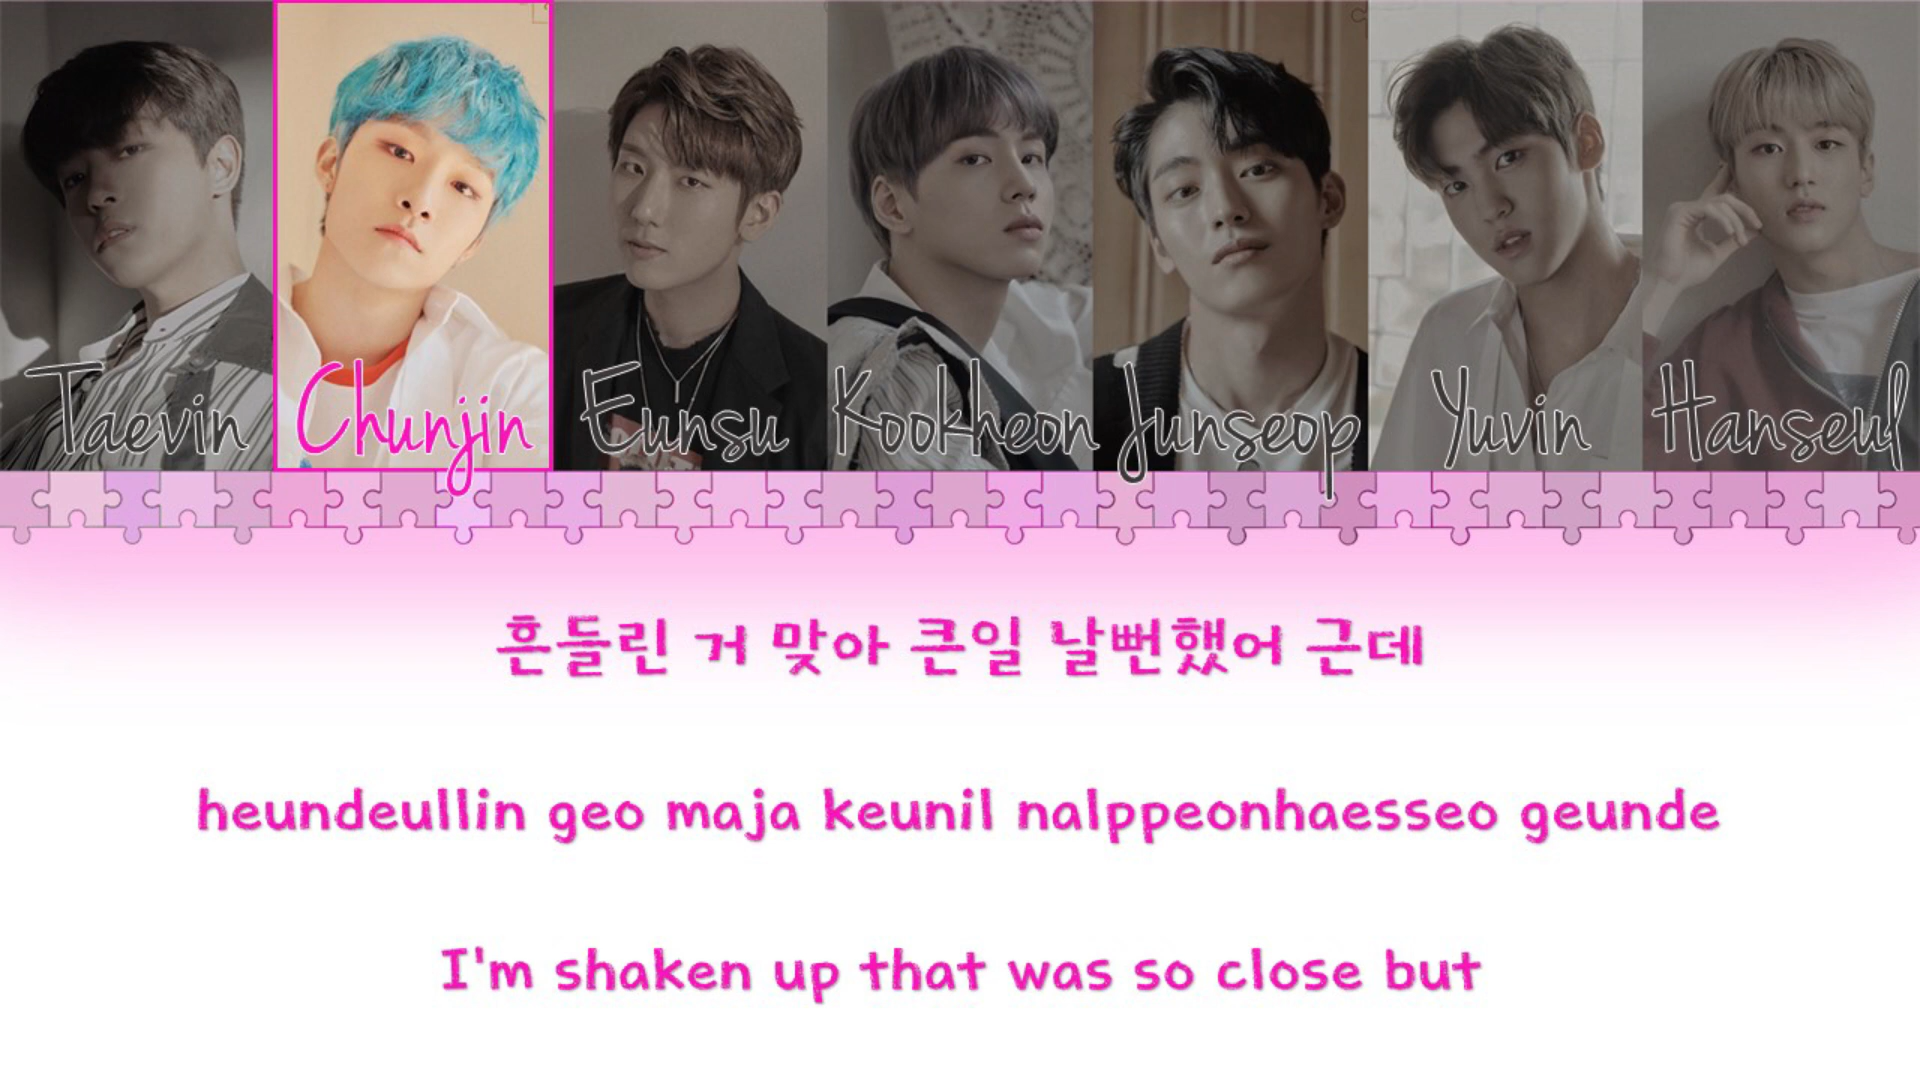 Taevin Chunjin Eunsu Kookheon Junseop Yuvin Hanseul
흔들린 거 맞아 큰일 날뻔했어 근데
heundeullin geo maja keunil nalppeonhaesseo geunde
I'm shaken up that was so close but